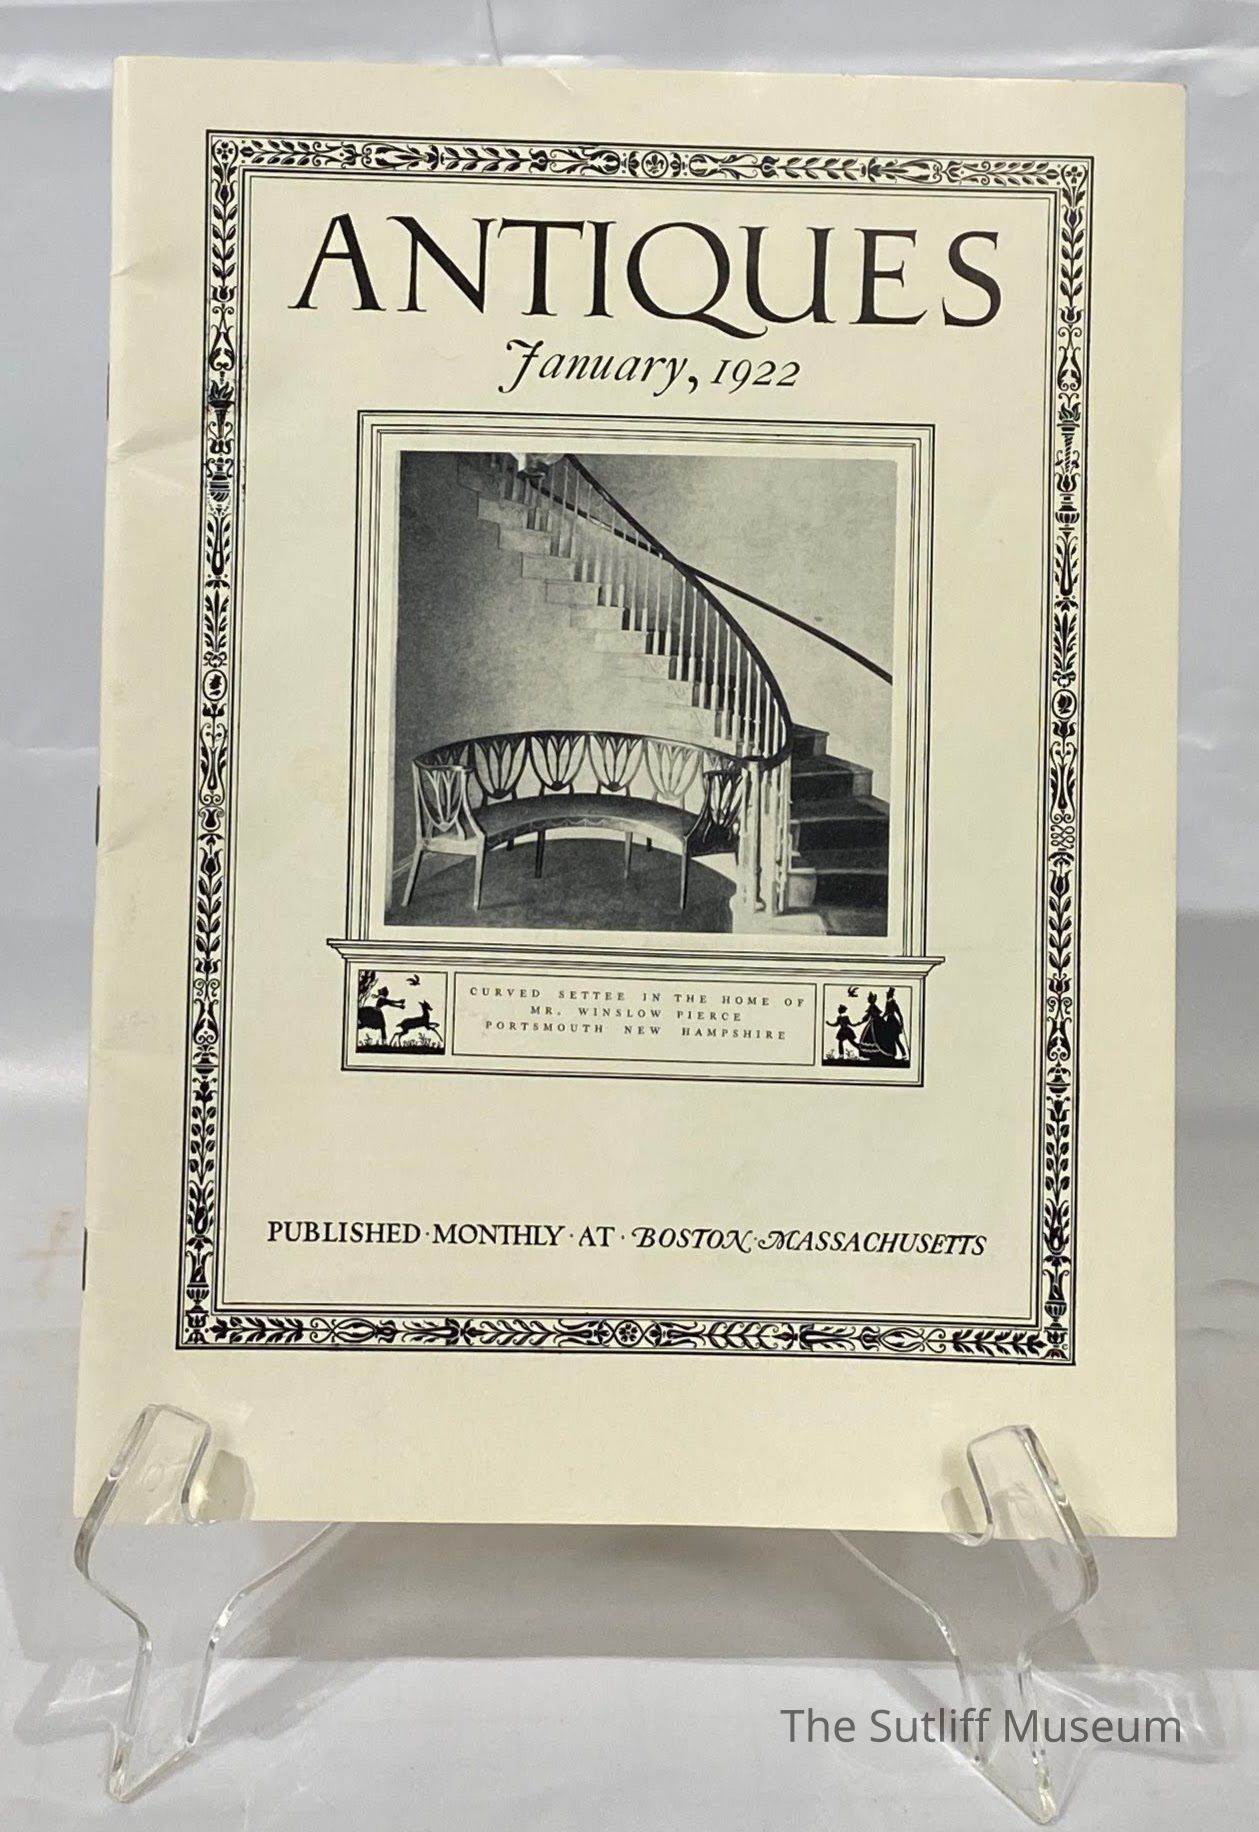 ANTIQUES
January, 1922
CURVED SETTEE IN THE HOME OF
MR. WINSLOW PIERCE
PORTSMOUTH NEW HAMPSHIRE
PUBLISHED·MONTHLY·AT·BOSTON·MASSACHUSETTS
The Sutliff Museum